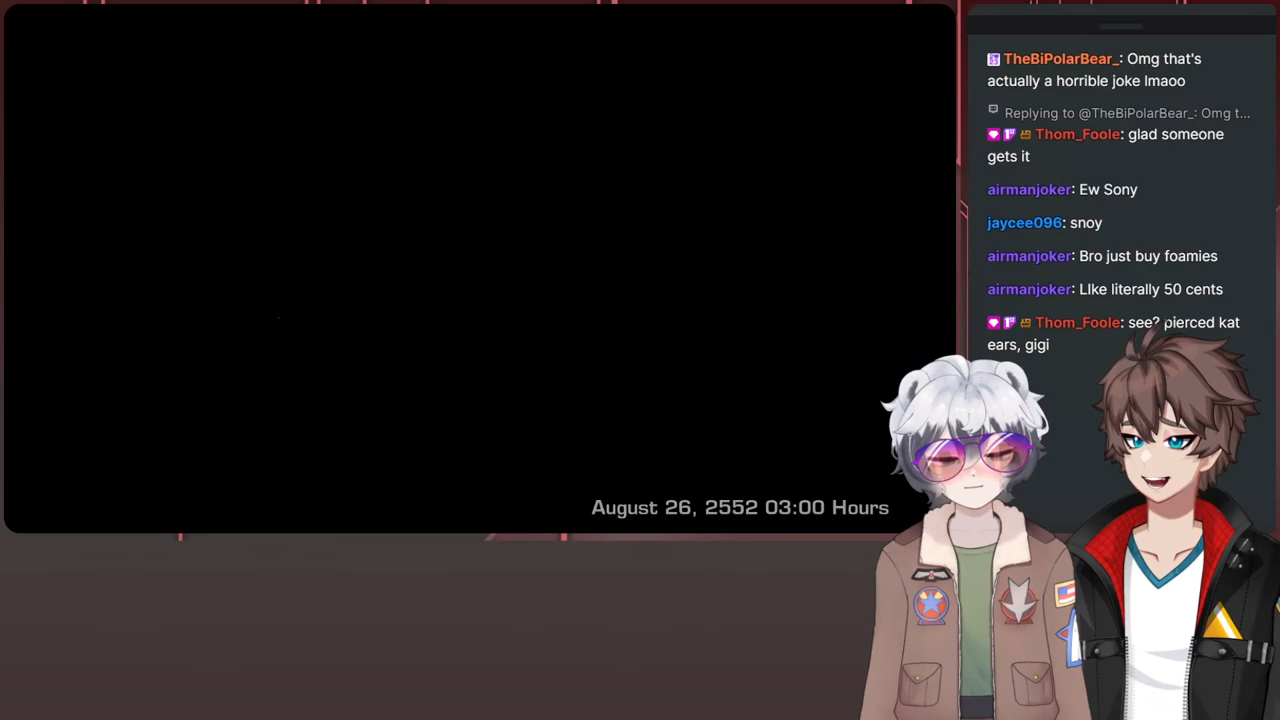 TheBiPolarBear_: Omg that's
actually a horrible joke lmaoo
Replying to @TheBiPolarBear_: Omg t...
Thom_Foole: glad someone
gets it
airmanjoker: Ew Sony
jaycee096: snoy
airmanjoker: Bro just buy foamies
airmanjoker: LIke literally 50 cents
Thom_Foole: see? pierced kat
ears, gigi
August 26, 2552 03:00 Hours